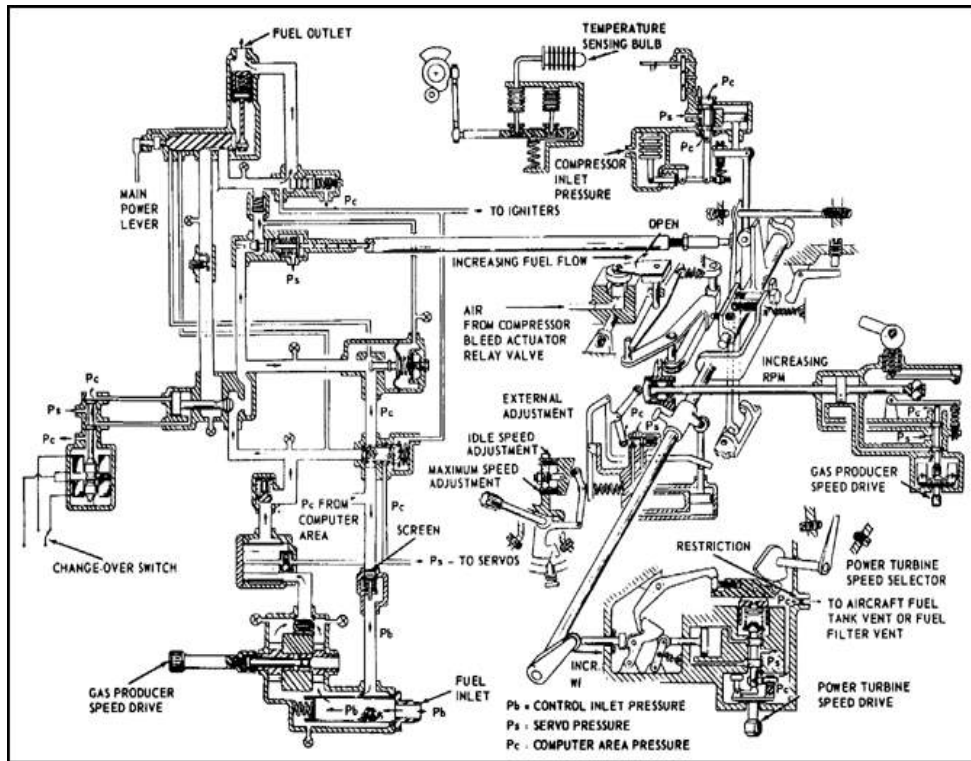 FUEL OUTLET
TEMPERATURE
SENSING BULB
Pc
Ps
Pc
COMPRESSOR
INLET
PRESSURE
MAIN
POWER
LEVER
Pc
TO IGNITERS
OPEN
INCREASING FUEL FLOW
Ps
AIR
FROM COMPRESSOR
BLEED ACTUATOR
RELAY VALVE
INCREASING
RPM
Pc
Ps
Pc
Pc
EXTERNAL
ADJUSTMENT
Pc
Ps
Pc
Ps
IDLE SPEED
ADJUSTMENT
MAXIMUM SPEED
ADJUSTMENT
GAS PRODUCER
SPEED DRIVE
Pc FROM
COMPUTER
AREA
Pc
SCREEN
CHANGE-OVER SWITCH
Ps - TO SERVOS
RESTRICTION
POWER TURBINE
SPEED SELECTOR
Pc
TO AIRCRAFT FUEL
TANK VENT OR FUEL
FILTER VENT
Pb
GAS PRODUCER
SPEED DRIVE
FUEL
INLET
Pb
Pb
INCR.
Wf
Ps
Pc
POWER TURBINE
SPEED DRIVE
Pb = CONTROL INLET PRESSURE
Ps : SERVO PRESSURE
Pc : COMPUTER AREA PRESSURE